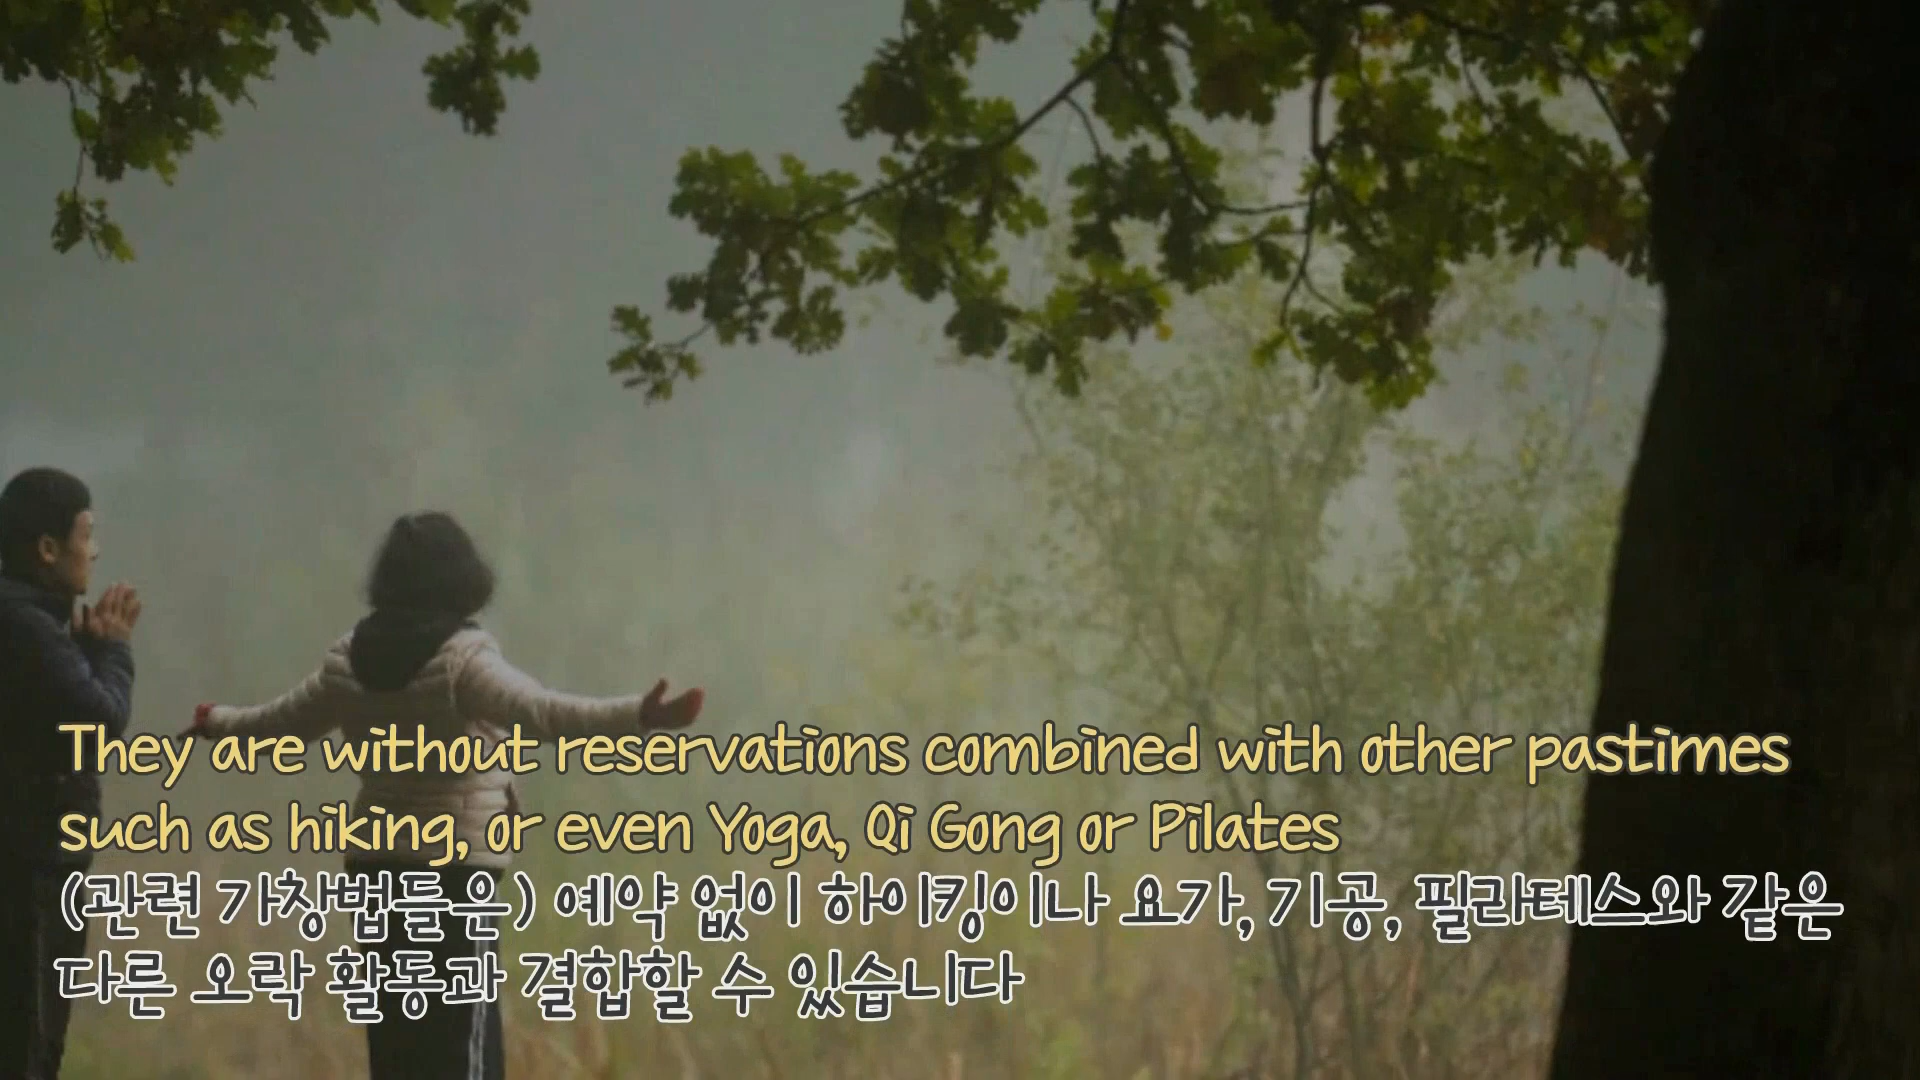 They are without reservations combined with other pastimes
such as hiking, or even Yoga, Qi Gong or Pilates
(관련 가창법들은) 예약 없이 하이킹이나 요가, 기공, 필라테스와 같은
다른 오락 활동과 결합할 수 있습니다